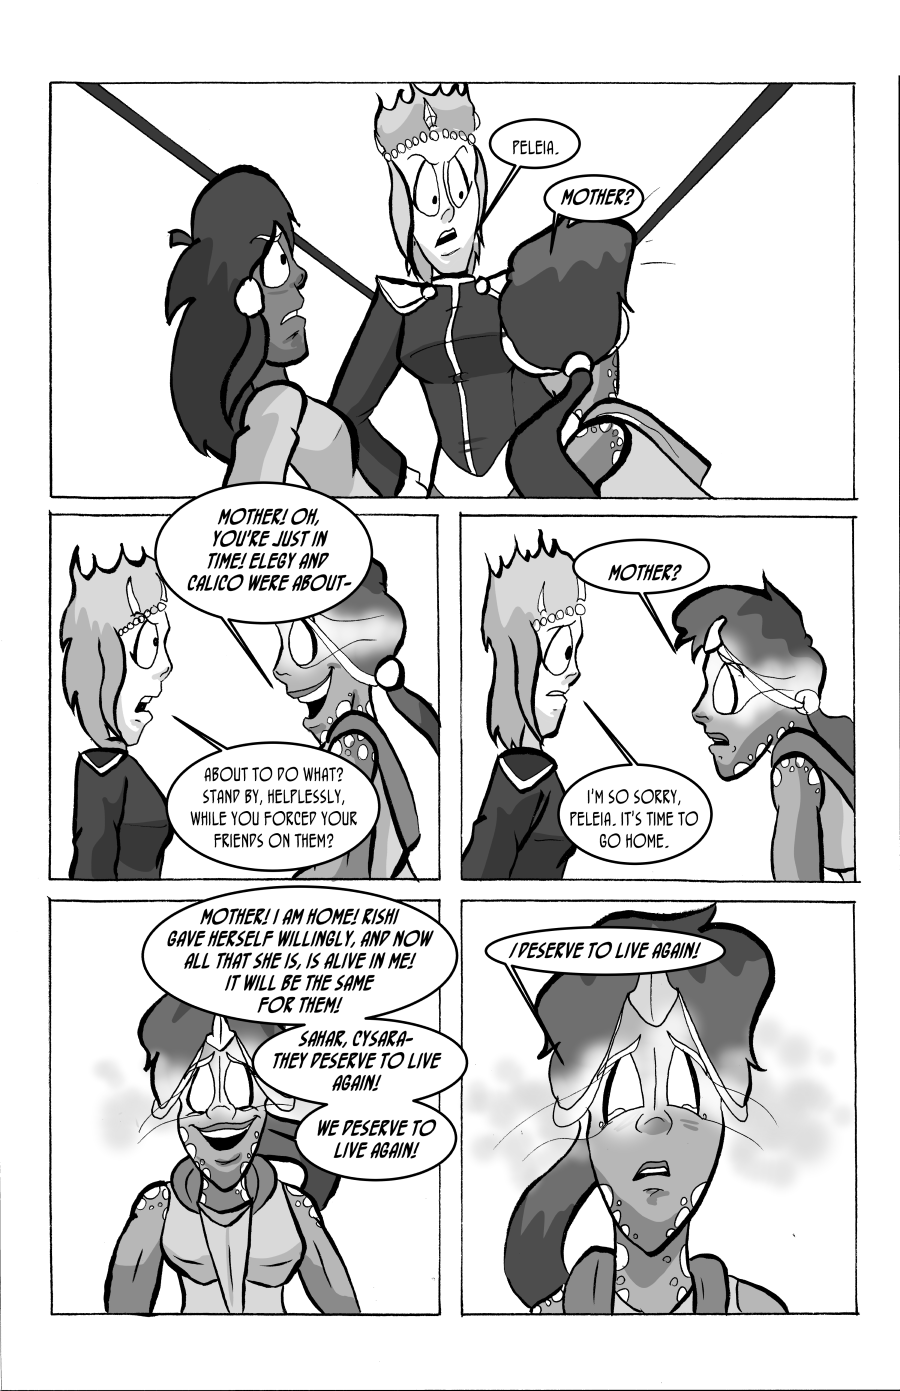 PELEIA.
MOTHER?
MOTHER! OH,
YOU'RE JUST IN
TIME! ELEGY AND
CALICO WERE ABOUT-
ABOUT TO DO WHAT?
STAND BY, HELPLESSLY,
WHILE YOU FORCED YOUR
FRIENDS ON THEM?
MOTHER?
I'M SO SORRY,
PELEIA. IT'S TIME TO
GO HOME.
MOTHER! I AM HOME! RISHI
GAVE HERSELF WILLINGLY, AND NOW
ALL THAT SHE IS, IS ALIVE IN ME!
IT WILL BE THE SAME
FOR THEM!
SAHAR, CYSARA-
THEY DESERVE TO LIVE
AGAIN!
WE DESERVE TO
LIVE AGAIN!
I DESERVE TO LIVE AGAIN!